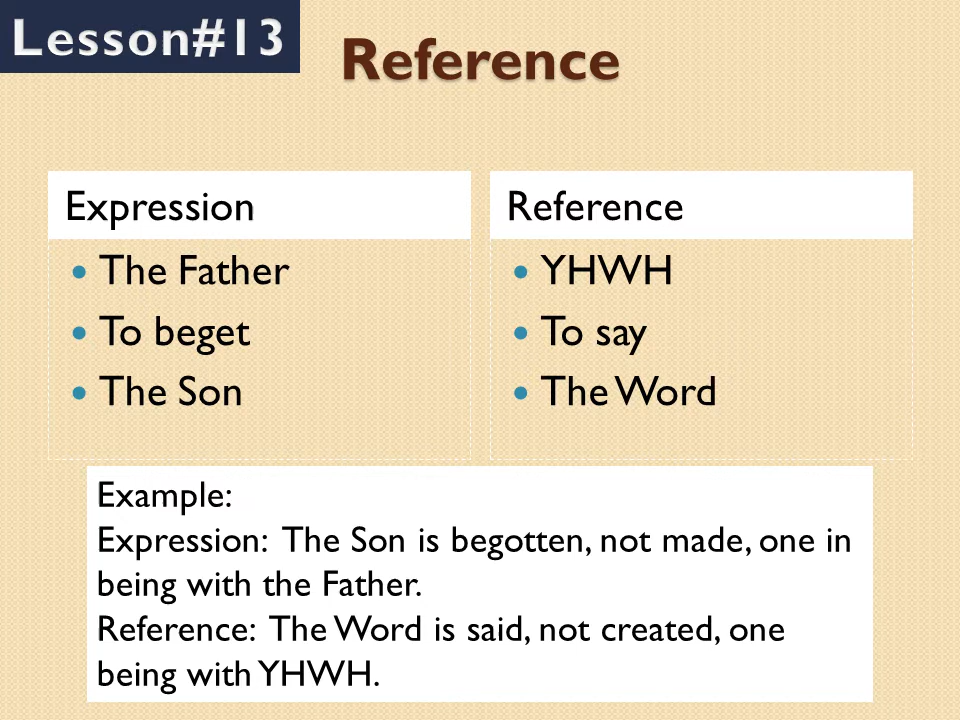 Lesson#13
Reference
Expression
The Father
To beget
The Son
Reference
YHWH
To say
The Word
Example:
Expression: The Son is begotten, not made, one in
being with the Father.
Reference: The Word is said, not created, one
being with YHWH.